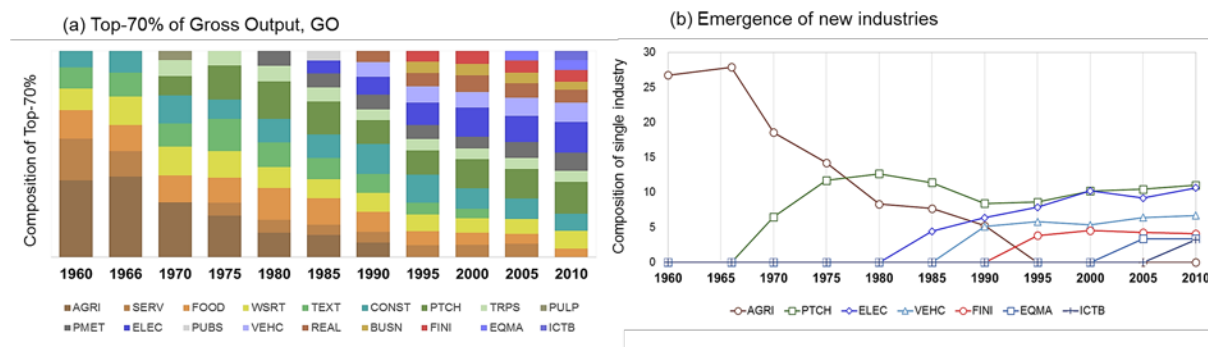 (a) Top-70% of Gross Output, GO
Composition of Top-70%
1960 1966 1970 1975 1980 1985 1990 1995 2000 2005 2010
AGRI SERV FOOD WSRT TEXT CONST PTCH TRPS PULP
PMET ELEC PUBS VEHC REAL BUSN FINI EQMA ICTB
(b) Emergence of new industries
Composition of single industry
30
25
20
15
10
5
0
1960 1965 1970 1975 1980 1985 1990 1995 2000 2005 2010
AGRI PTCH ELEC VEHC FINI EQMA ICTB